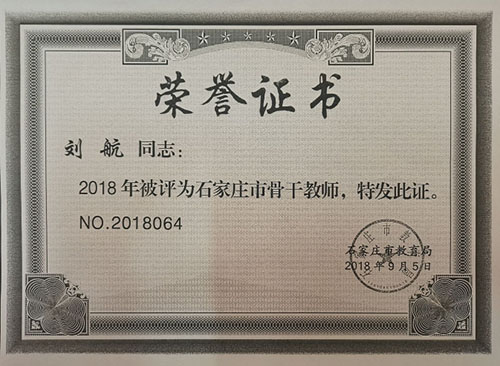 荣誉证书
刘航 同志：
2018年被评为石家庄市骨干教师，特发此证。
NO.2018064
石家庄市教育局
2018年9月5日